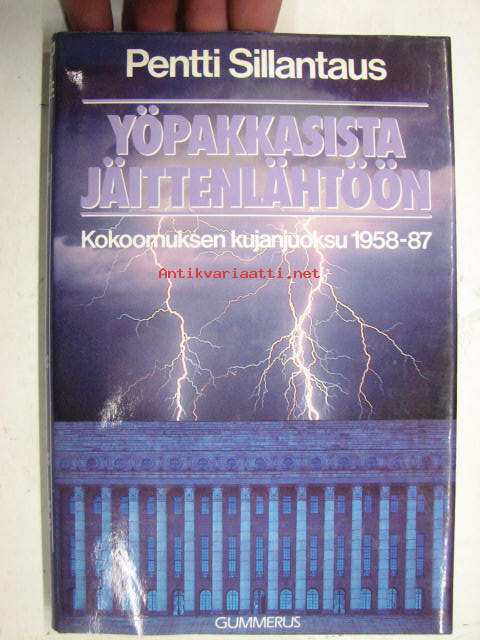 Pentti Sillantaus
YÖPAKKASISTA
JÄITTENLÄHTÖÖN
Kokoomuksen kujanjuoksu 1958-87
Antikvariaatti.net
GUMMERUS